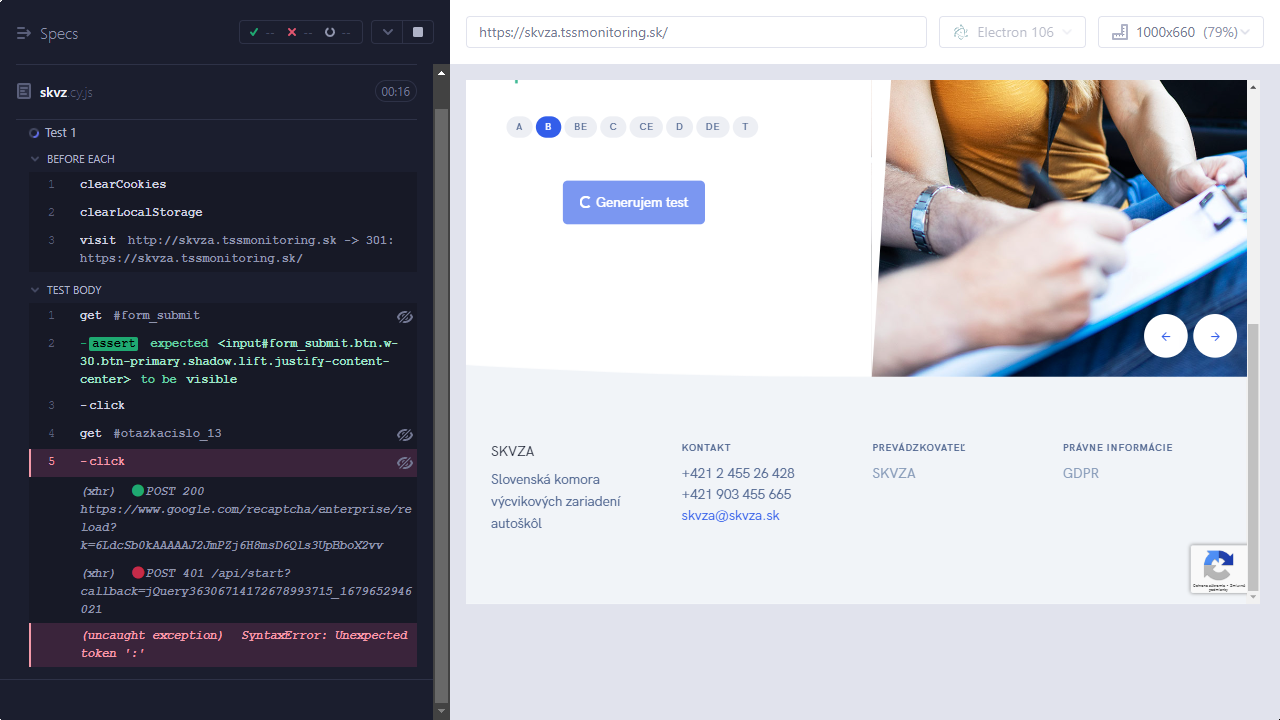 Specs
-- -- --
skvz.cy.js
00:16
Test 1
BEFORE EACH
1 clearCookies
2 clearLocalStorage
3 visit http://skvza.tssmonitoring.sk -> 301:
https://skvza.tssmonitoring.sk/
TEST BODY
1 get #form_submit
2 -assert expected <input#form_submit.btn.w-
30.btn-primary.shadow.lift.justify-content-
center> to be visible
3 -click
4 get #otazkacislo_13
5 -click
(xhr) POST 200
https://www.google.com/recaptcha/enterprise/re
load?
k=6LdcSb0kAAAAAJ2JmPZj6H8msD6Qls3UpBboX2vv
(xhr) POST 401 /api/start?
callback=jQuery36306714172678993715_1679652946
021
(uncaught exception) SyntaxError: Unexpected
token ':'
https://skvza.tssmonitoring.sk/
Electron 106
1000x660 (79%)
A B BE C CE D DE T
Generujem test
SKVZA
Slovenská komora
výcvikových zariadení
autoškôl
KONTAKT
+421 2 455 26 428
+421 903 455 665
skvza@skvza.sk
PREVÁDZKOVATEĽ
SKVZA
PRÁVNE INFORMÁCIE
GDPR